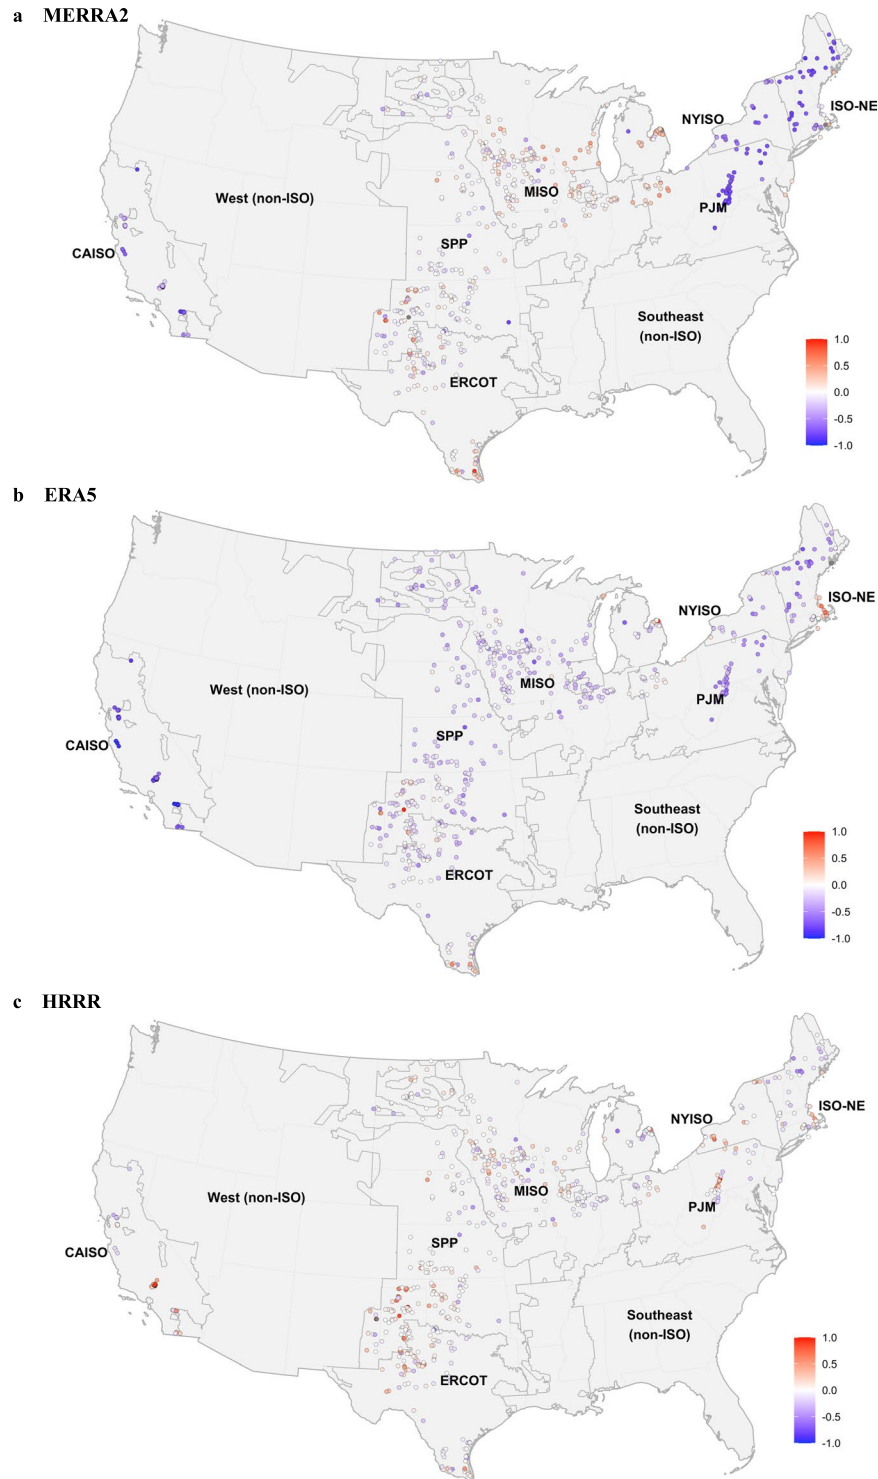 a MERRA2
ISO-NE
NYISO
MISO
West (non-ISO)
PJM
SPP
CAISO
Southeast
(non-ISO)
ERCOT
1.0
0.5
0.0
-0.5
-1.0
b ERA5
ISO-NE
NYISO
MISO
West (non-ISO)
PJM
SPP
CAISO
Southeast
(non-ISO)
ERCOT
1.0
0.5
0.0
-0.5
-1.0
c HRRR
ISO-NE
NYISO
MISO
West (non-ISO)
PJM
SPP
CAISO
Southeast
(non-ISO)
ERCOT
1.0
0.5
0.0
-0.5
-1.0